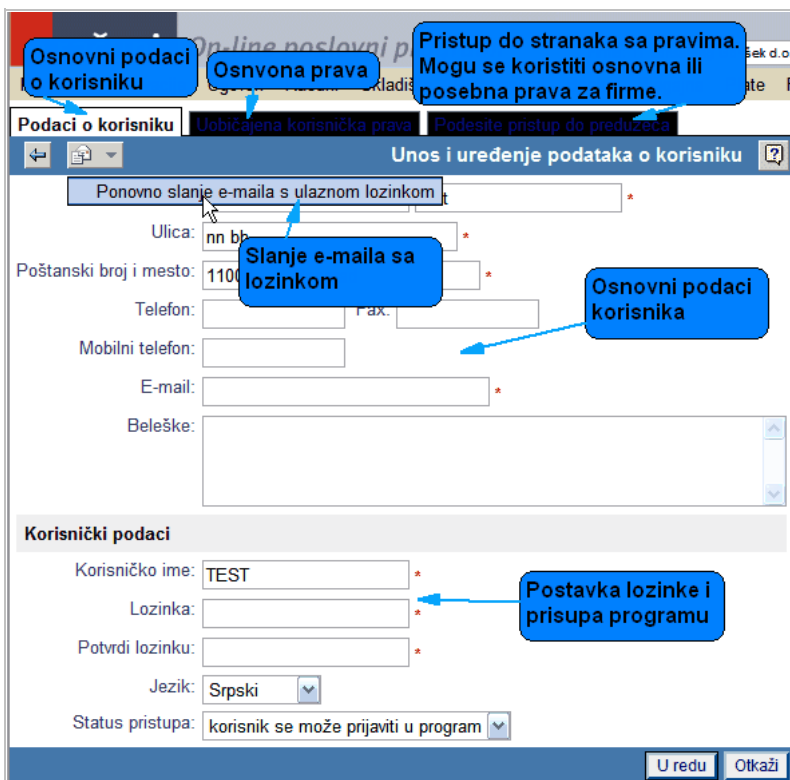 On-line poslovni p
Osnovni podaci
o korisniku
Osnvona prava
Pristup do stranaka sa pravima.
Mogu se koristiti osnovna ili
posebna prava za firme.
šek d.o
ate
Podaci o korisniku
Uobičajena korisnička prava
Podesite pristup do preduzeća
Unos i uređenje podataka o korisniku
Ponovno slanje e-maila s ulaznom lozinkom
t *
Ulica: nn bb *
Slanje e-maila sa
lozinkom
Poštanski broj i mesto: 1100 *
Osnovni podaci
korisnika
Telefon: Fax:
Mobilni telefon:
E-mail: *
Beleške:
Korisnički podaci
Korisničko ime: TEST *
Postavka lozinke i
prisupa programu
Lozinka: *
Potvrdi lozinku: *
Jezik: Srpski
Status pristupa: korisnik se može prijaviti u program
U redu Otkaži